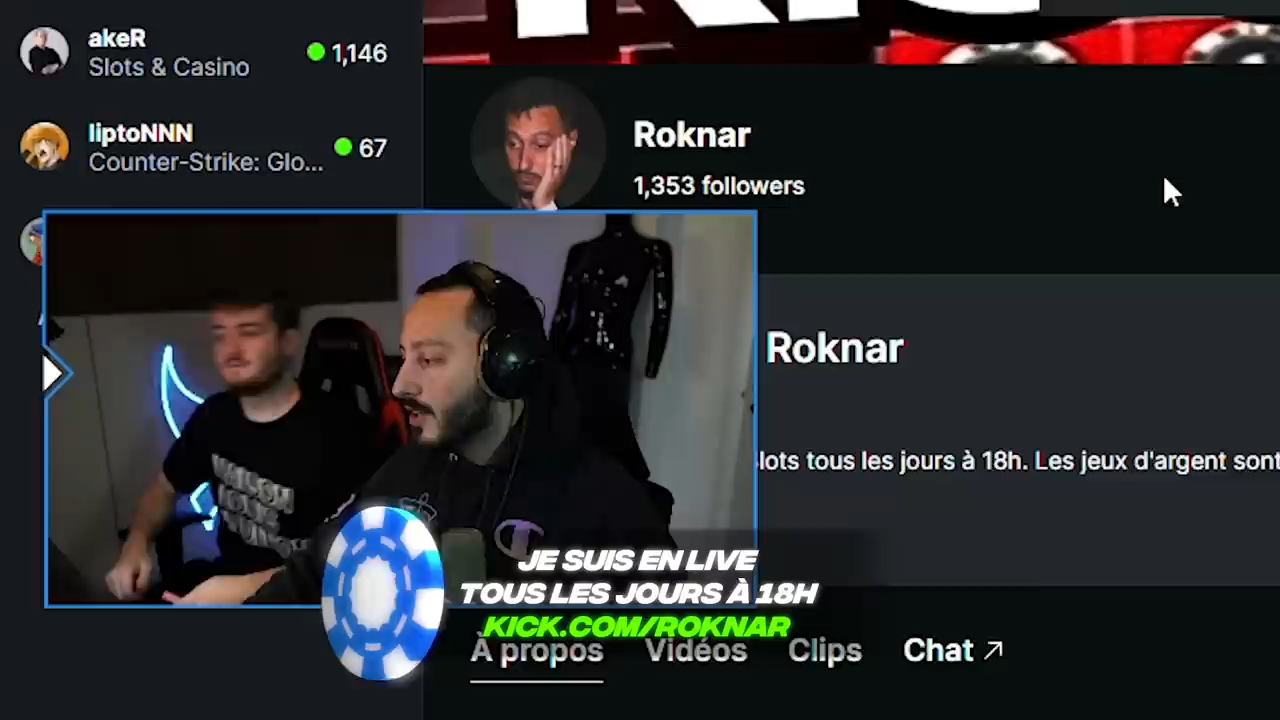 akeR
1,146
Slots & Casino
liptoNNN
67
Counter-Strike: Glo...
Roknar
1,353 followers
Roknar
lots tous les jours à 18h. Les jeux d'argent sont
JE SUIS EN LIVE
TOUS LES JOURS À 18H
KICK.COM/ROKNAR
À propos
Vidéos
Clips
Chat